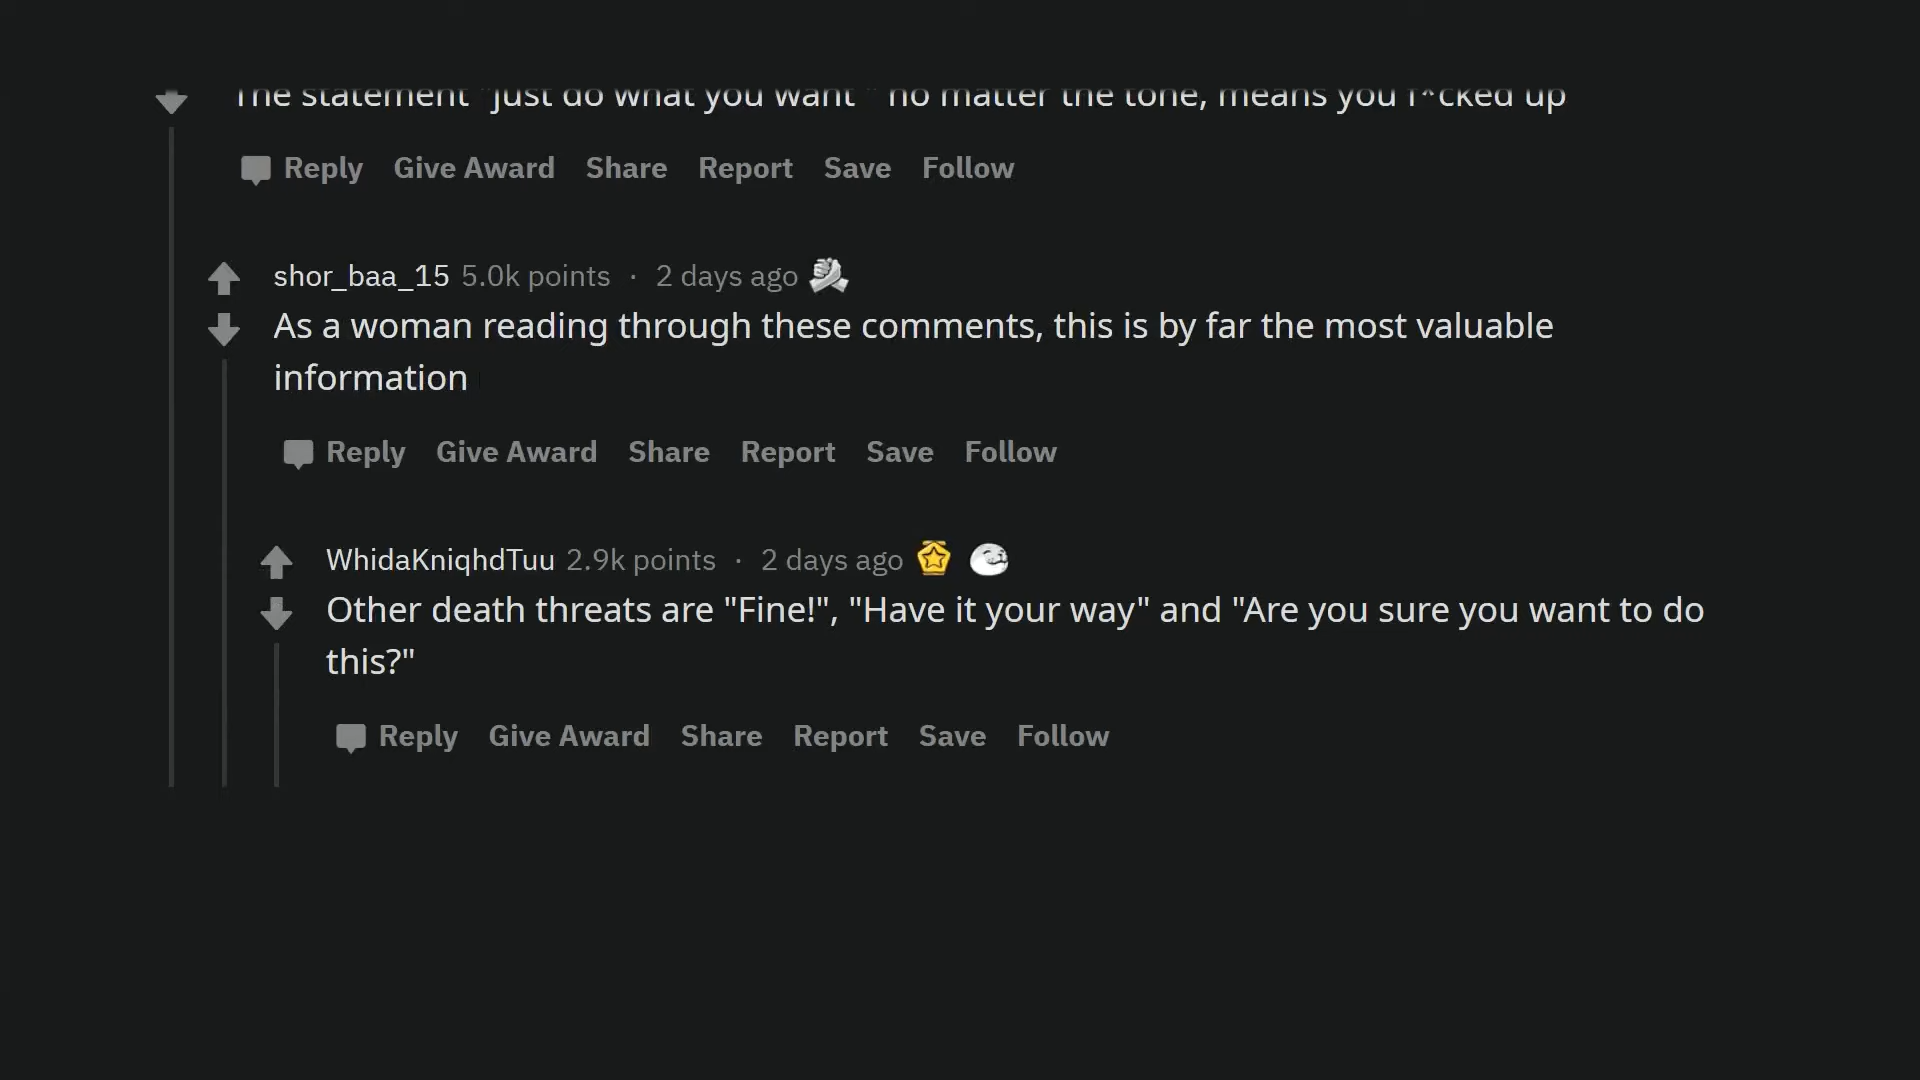 The statement "just do what you want " no matter the tone, means you f*cked up
Reply Give Award Share Report Save Follow
shor_baa_15 5.0k points · 2 days ago
As a woman reading through these comments, this is by far the most valuable
information
Reply Give Award Share Report Save Follow
WhidaKniqhdTuu 2.9k points · 2 days ago
Other death threats are "Fine!", "Have it your way" and "Are you sure you want to do
this?"
Reply Give Award Share Report Save Follow